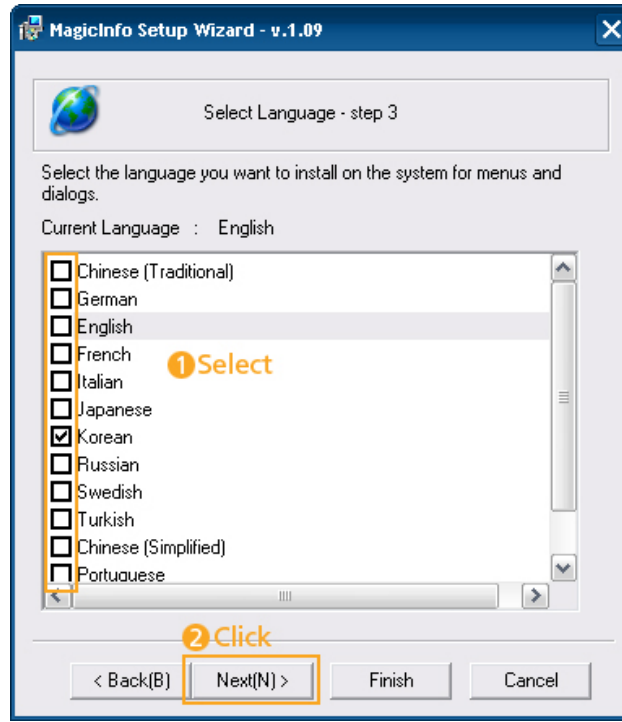 MagicInfo Setup Wizard - v.1.09
Select Language - step 3
Select the language you want to install on the system for menus and
dialogs.
Current Language : English
Chinese (Traditional)
German
English
French
1 Select
Italian
Japanese
Korean
Russian
Swedish
Turkish
Chinese (Simplified)
Portuguese
2 Click
< Back(B)
Next(N) >
Finish
Cancel